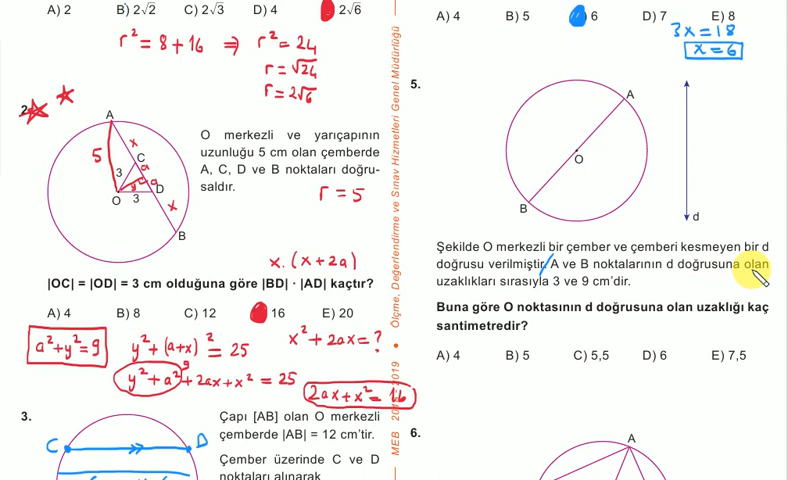 A) 2 B) 2√2 C) 2√3 D) 4 2√6
r² = 8 + 16 ⇒ r² = 24
r = √24
r = 2√6
2.
A
5
x
C
3
a
y
a
D
O 3
x
B
O merkezli ve yarıçapının
uzunluğu 5 cm olan çemberde
A, C, D ve B noktaları doğru-
saldır.
r = 5
x. (x + 2a)
|OC| = |OD| = 3 cm olduğuna göre |BD| · |AD| kaçtır?
A) 4 B) 8 C) 12 16 E) 20
a² + y² = 9
y² + (a+x)² = 25
x² + 2ax = ?
9
y² + a² + 2ax + x² = 25
2ax + x² = 16
3.
C D
Çapı [AB] olan O merkezli
çemberde |AB| = 12 cm'tir.
Çember üzerinde C ve D
noktaları alınarak
MEB 2019 • Ölçme, Değerlendirme ve Sınav Hizmetleri Genel Müdürlüğü
A) 4 B) 5 6 D) 7 E) 8
3x = 18
x = 6
5.
A
O
B
d
Şekilde O merkezli bir çember ve çemberi kesmeyen bir d
doğrusu verilmiştir. A ve B noktalarının d doğrusuna olan
uzaklıkları sırasıyla 3 ve 9 cm'dir.
Buna göre O noktasının d doğrusuna olan uzaklığı kaç
santimetredir?
A) 4 B) 5 C) 5,5 D) 6 E) 7,5
6.
A